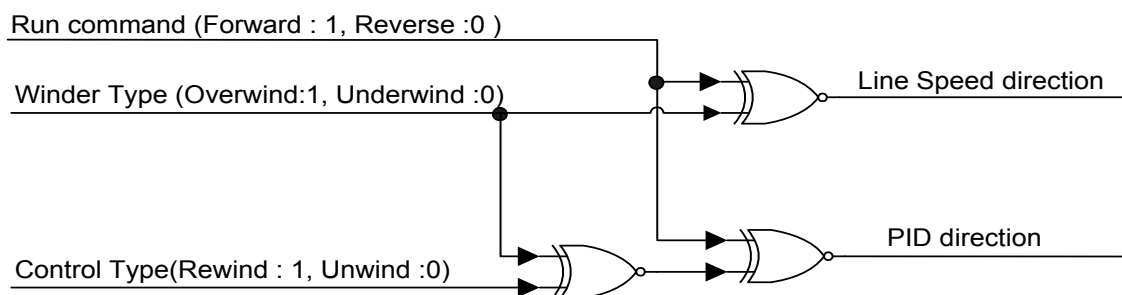 Run command (Forward : 1, Reverse :0 )
Line Speed direction
Winder Type (Overwind:1, Underwind :0)
PID direction
Control Type(Rewind : 1, Unwind :0)